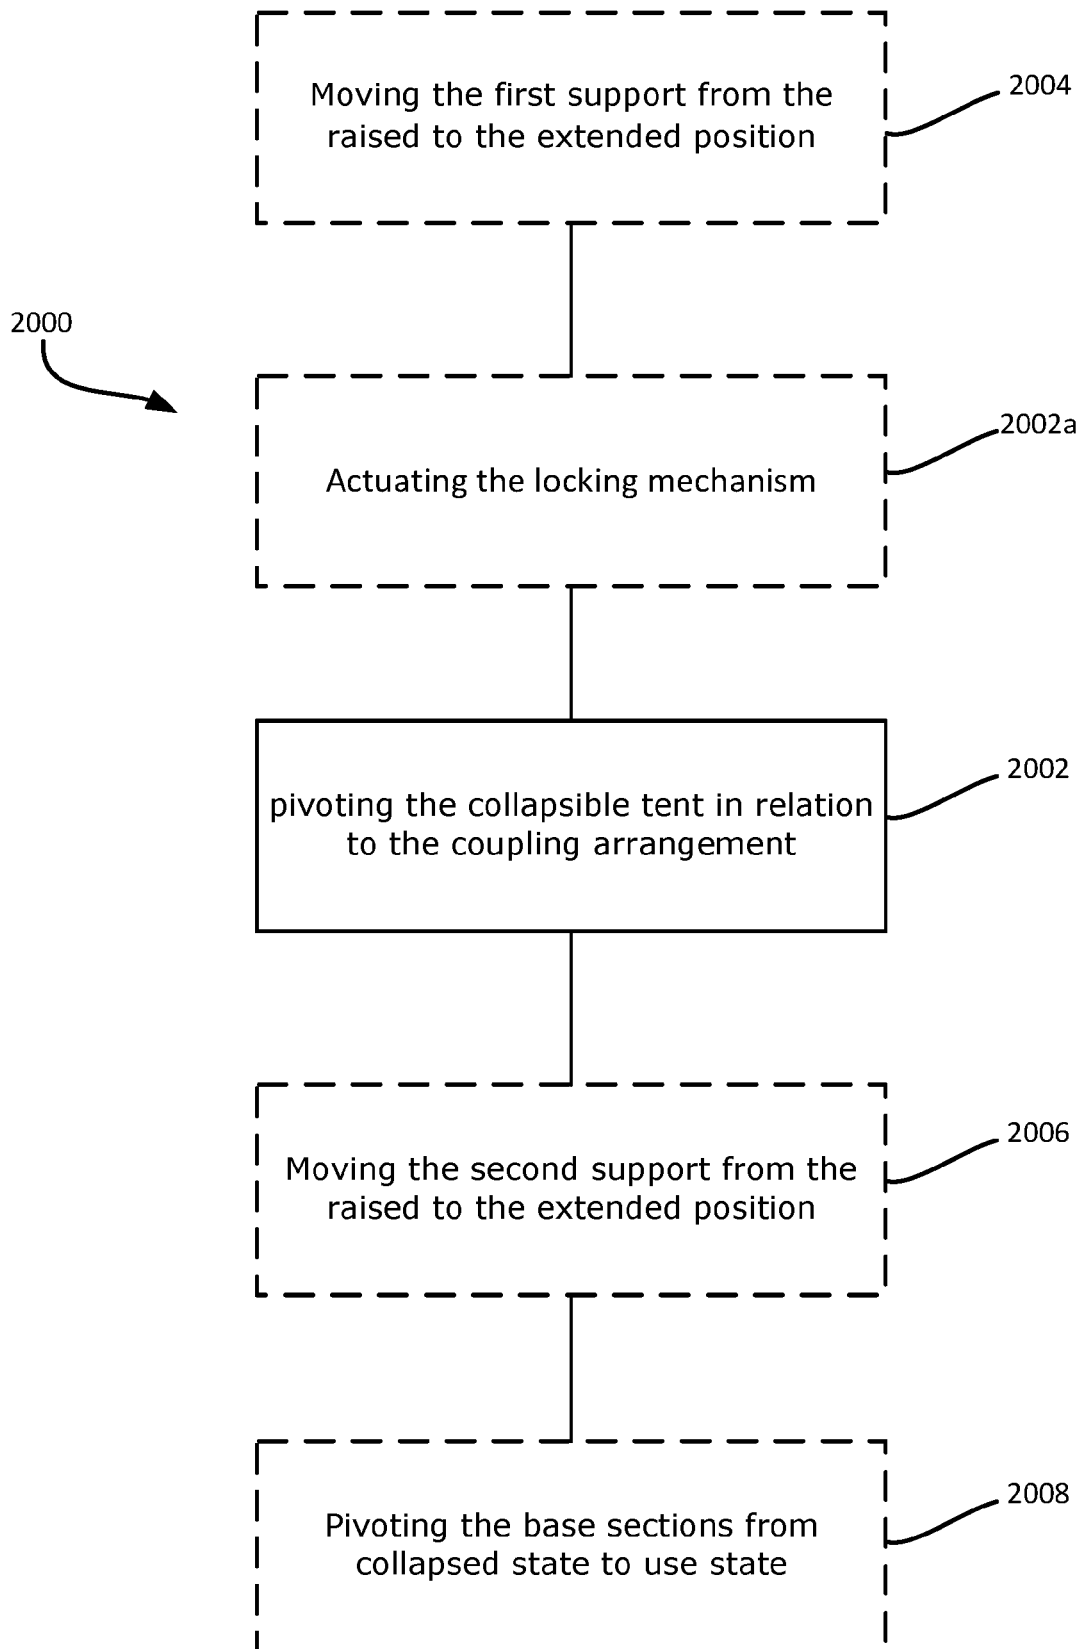 Moving the first support from the
raised to the extended position
2004
2000
Actuating the locking mechanism
2002a
pivoting the collapsible tent in relation
to the coupling arrangement
2002
Moving the second support from the
raised to the extended position
2006
Pivoting the base sections from
collapsed state to use state
2008